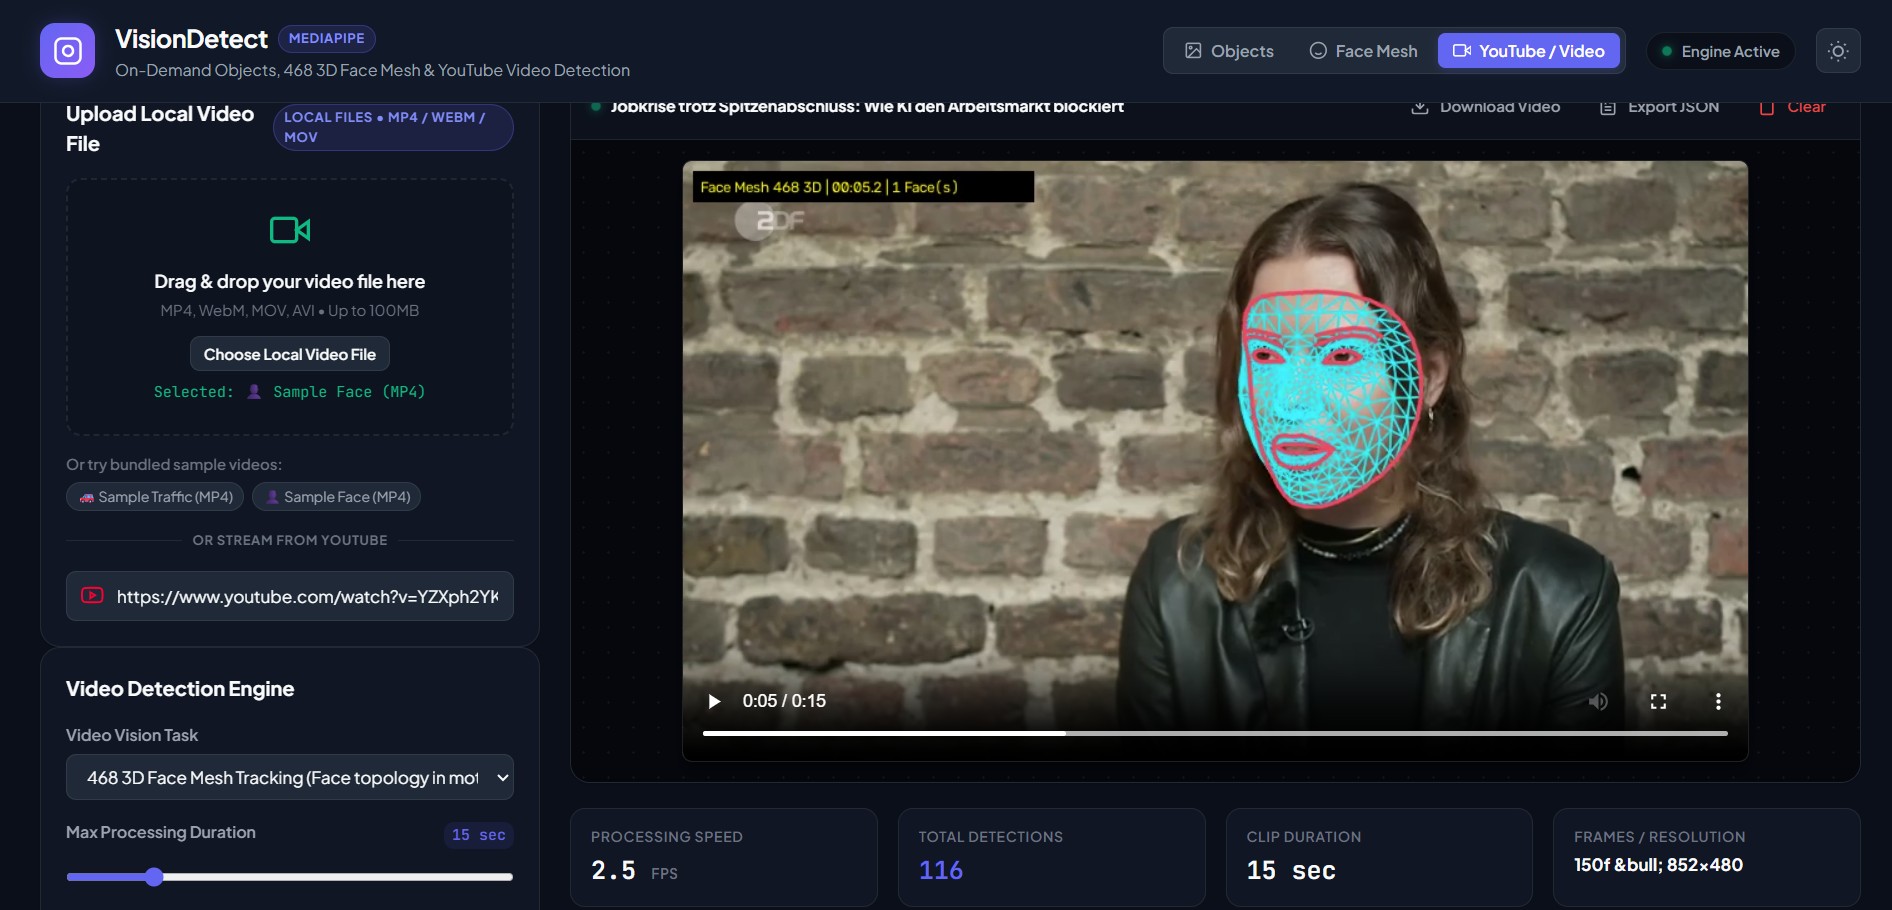 VisionDetect
MEDIAPIPE
On-Demand Objects, 468 3D Face Mesh & YouTube Video Detection
Objects
Face Mesh
YouTube / Video
Engine Active
Upload Local Video
File
LOCAL FILES • MP4 / WEBM /
MOV
Drag & drop your video file here
MP4, WebM, MOV, AVI • Up to 100MB
Choose Local Video File
Selected: 👤 Sample Face (MP4)
Or try bundled sample videos:
🚗 Sample Traffic (MP4)
👤 Sample Face (MP4)
OR STREAM FROM YOUTUBE
https://www.youtube.com/watch?v=YZXph2YK
Video Detection Engine
Video Vision Task
468 3D Face Mesh Tracking (Face topology in mot
Max Processing Duration
15 sec
Jobkrise trotz Spitzenabschluss: Wie KI den Arbeitsmarkt blockiert
Download Video
Export JSON
Clear
Face Mesh 468 3D | 00:05.2 | 1 Face(s)
2DF
0:05 / 0:15
PROCESSING SPEED
2.5 FPS
TOTAL DETECTIONS
116
CLIP DURATION
15 sec
FRAMES / RESOLUTION
150f &bull; 852×480